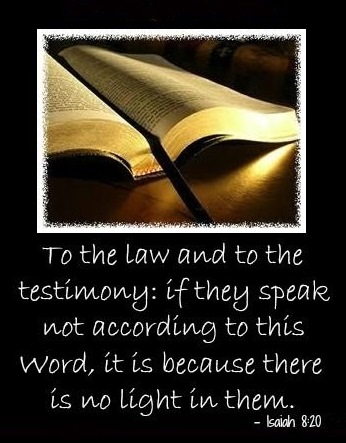 To the law and to the
testimony: if they speak
not according to this
Word, it is because there
is no light in them.
- Isaiah 8:20